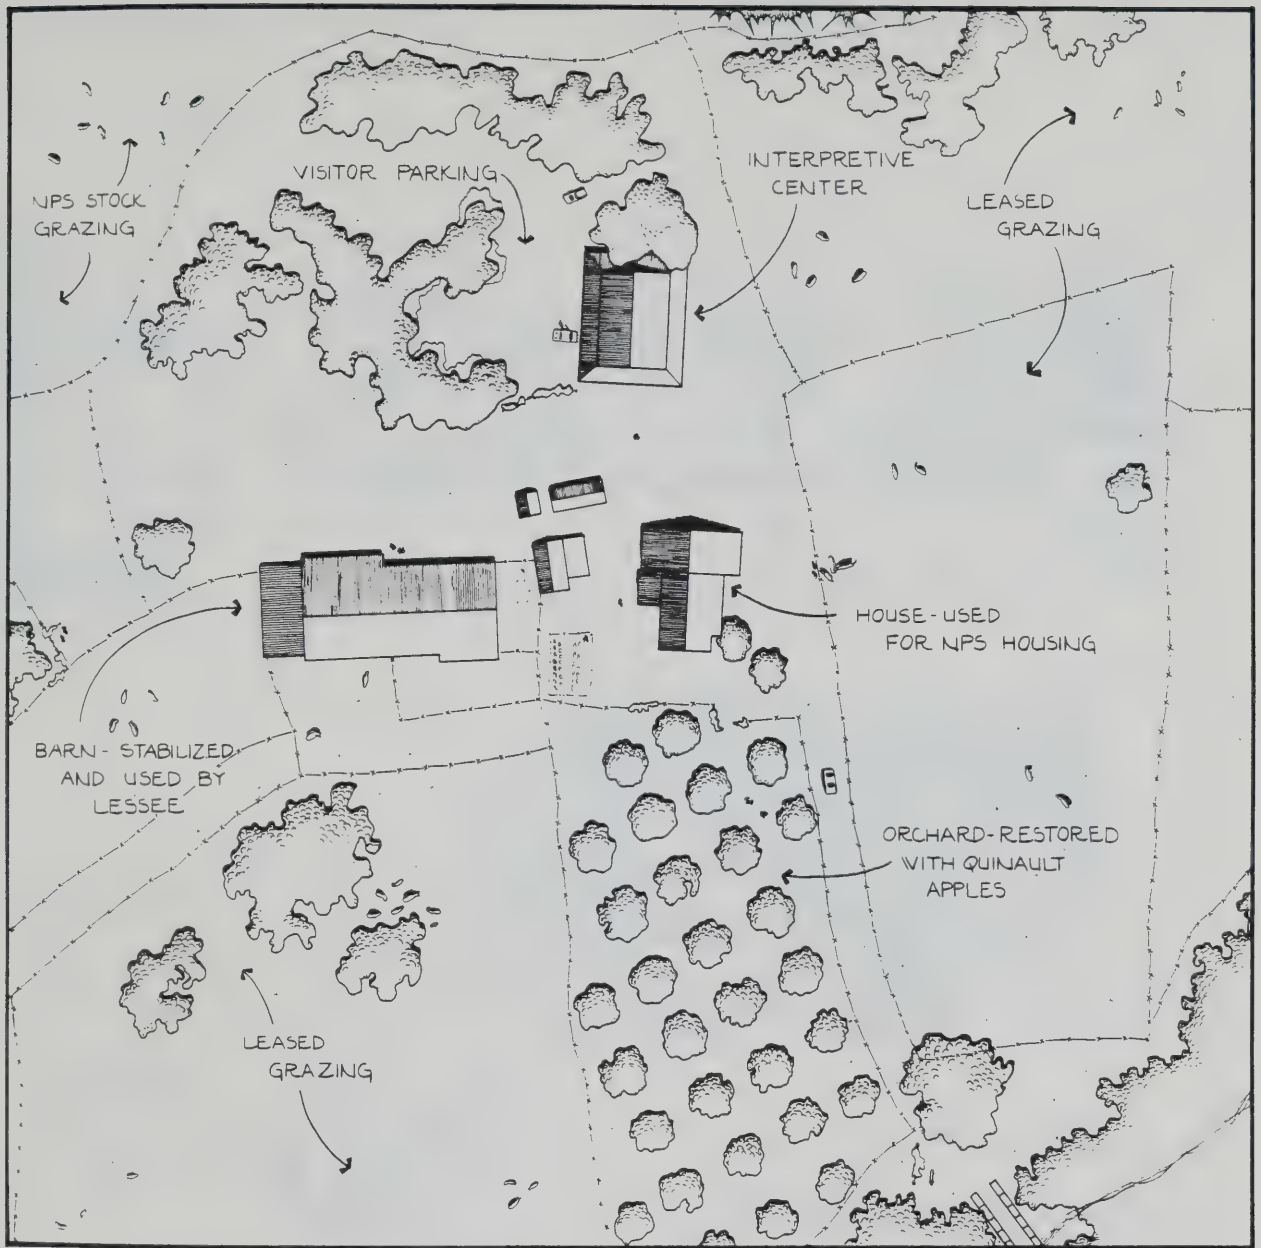 VISITOR PARKING
INTERPRETIVE
CENTER
NPS STOCK
GRAZING
LEASED
GRAZING
HOUSE-USED
FOR NPS HOUSING
BARN-STABILIZED
AND USED BY
LESSEE
ORCHARD-RESTORED
WITH QUINAULT
APPLES
LEASED
GRAZING